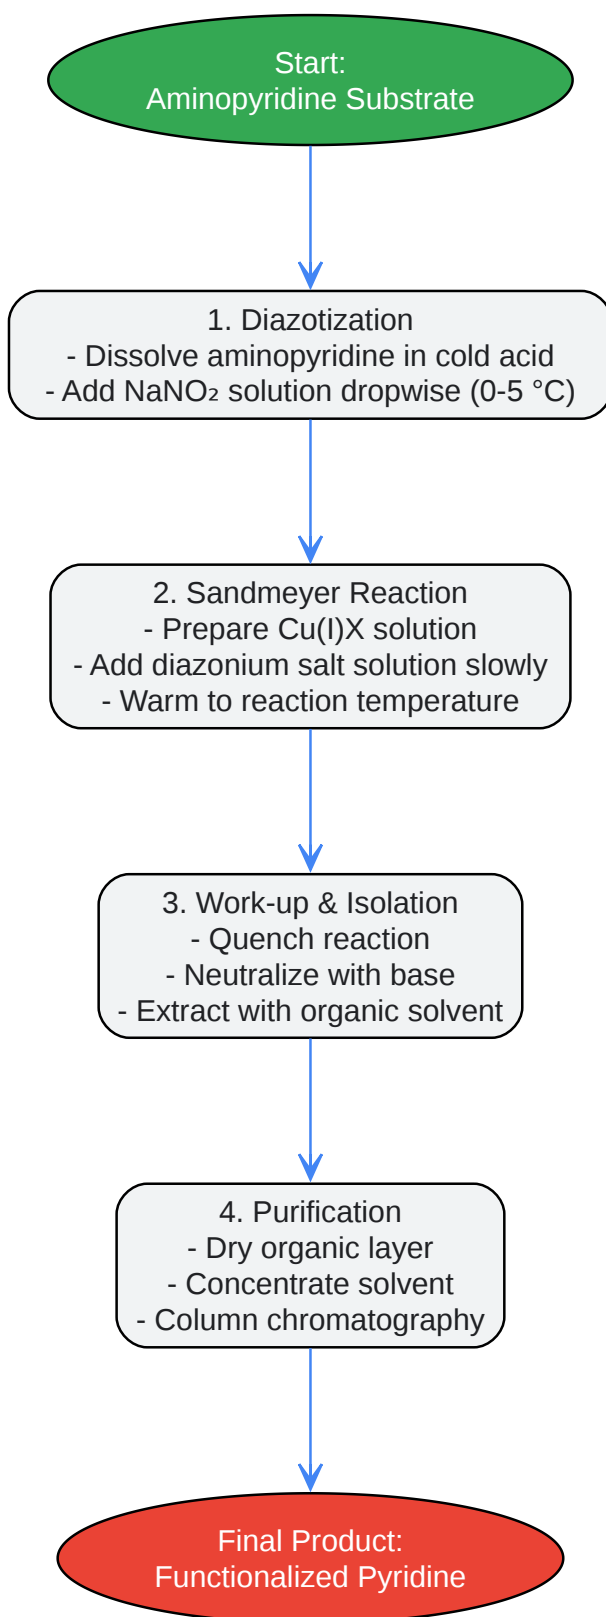 Start:
Aminopyridine Substrate
1. Diazotization
- Dissolve aminopyridine in cold acid
- Add NaNO₂ solution dropwise (0-5 °C)
2. Sandmeyer Reaction
- Prepare Cu(I)X solution
- Add diazonium salt solution slowly
- Warm to reaction temperature
3. Work-up & Isolation
- Quench reaction
- Neutralize with base
- Extract with organic solvent
4. Purification
- Dry organic layer
- Concentrate solvent
- Column chromatography
Final Product:
Functionalized Pyridine